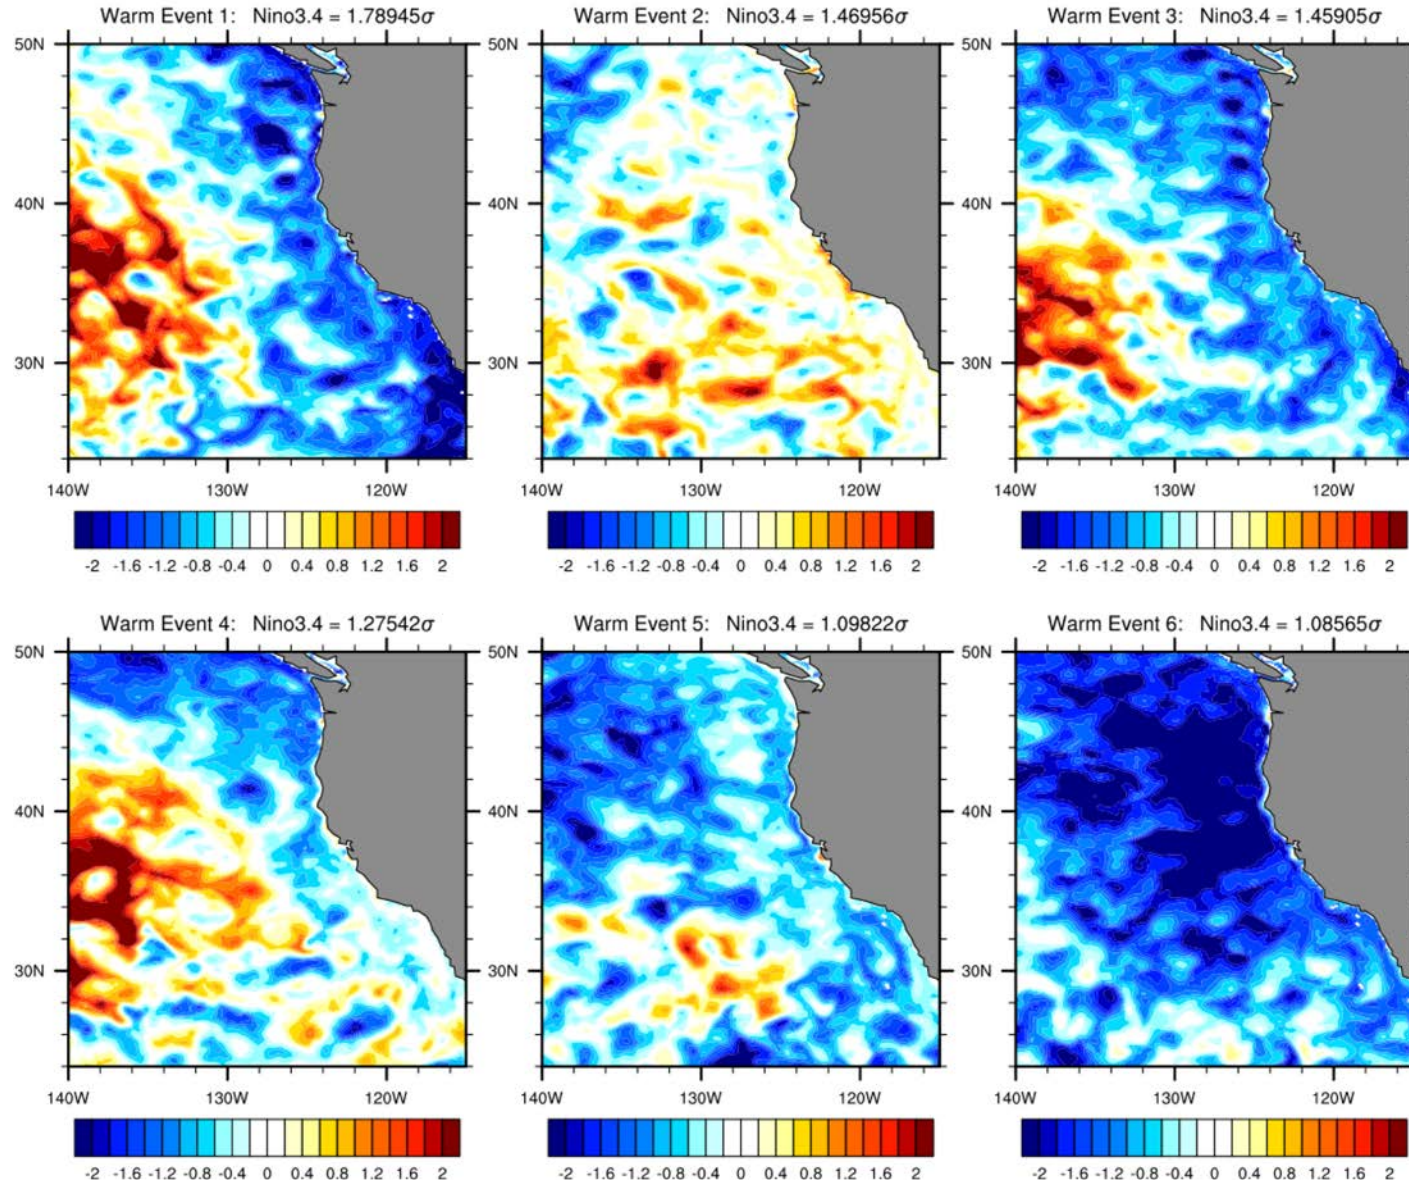 Warm Event 1: Nino3.4 = 1.78945σ
Warm Event 2: Nino3.4 = 1.46956σ
Warm Event 3: Nino3.4 = 1.45905σ
50N 50N 50N
40N 40N 40N
30N 30N 30N
140W 130W 120W 140W 130W 120W 140W 130W 120W
-2 -1.6 -1.2 -0.8 -0.4 0 0.4 0.8 1.2 1.6 2
-2 -1.6 -1.2 -0.8 -0.4 0 0.4 0.8 1.2 1.6 2
-2 -1.6 -1.2 -0.8 -0.4 0 0.4 0.8 1.2 1.6 2
Warm Event 4: Nino3.4 = 1.27542σ
Warm Event 5: Nino3.4 = 1.09822σ
Warm Event 6: Nino3.4 = 1.08565σ
50N 50N 50N
40N 40N 40N
30N 30N 30N
140W 130W 120W 140W 130W 120W 140W 130W 120W
-2 -1.6 -1.2 -0.8 -0.4 0 0.4 0.8 1.2 1.6 2
-2 -1.6 -1.2 -0.8 -0.4 0 0.4 0.8 1.2 1.6 2
-2 -1.6 -1.2 -0.8 -0.4 0 0.4 0.8 1.2 1.6 2